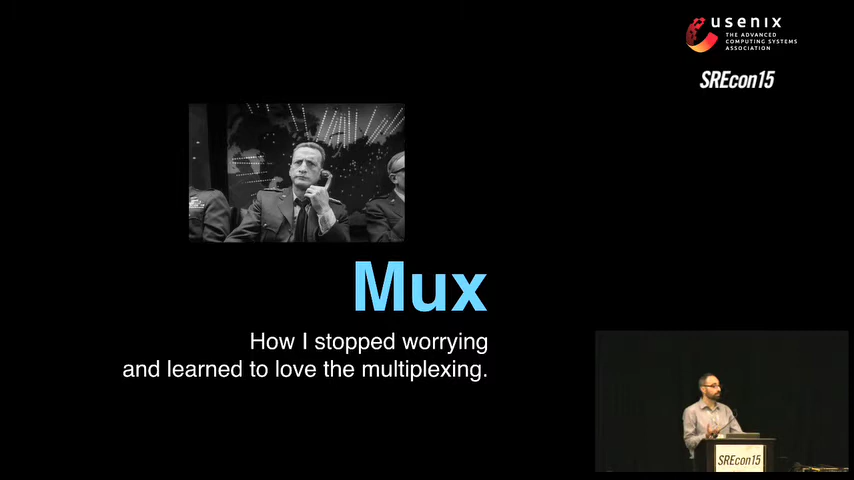 usenix
THE ADVANCED
COMPUTING SYSTEMS
ASSOCIATION
SREcon15
Mux
How I stopped worrying
and learned to love the multiplexing.
SREcon15